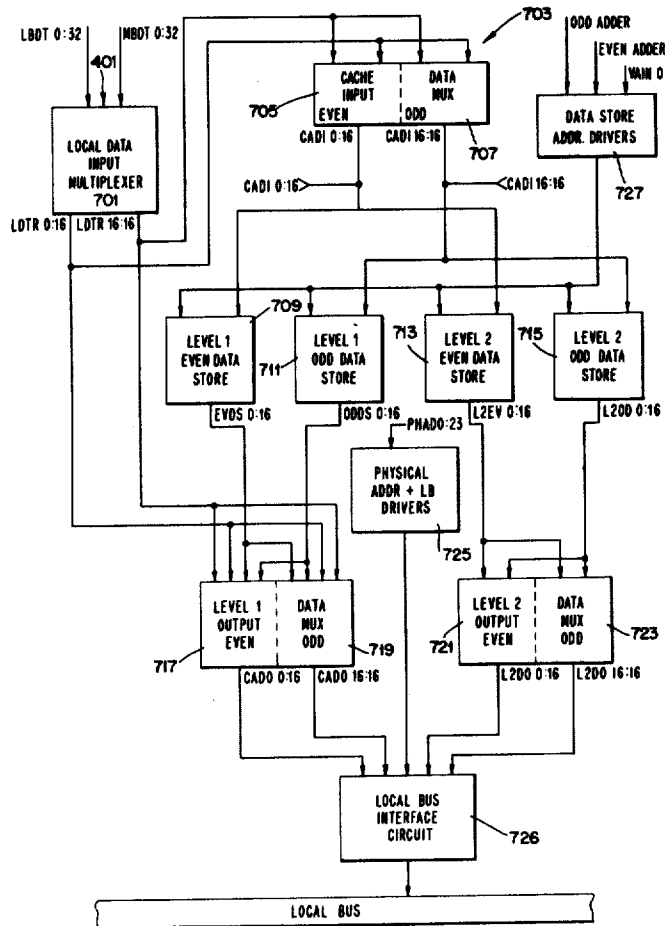 703
ODD ADDER
LBDT 0:32
MBDT 0:32
401
EVEN ADDER
VAIN 0
CACHE
INPUT
DATA
MUX
705
EVEN
ODD
707
LOCAL DATA
INPUT
MULTIPLEXER
701
DATA STORE
ADDR. DRIVERS
727
CADI 0:16
CADI 16:16
CADI 0:16
CADI 16:16
LDTR 0:16
LDTR 16:16
709
LEVEL 1
EVEN DATA
STORE
711
LEVEL 1
ODD DATA
STORE
713
LEVEL 2
EVEN DATA
STORE
715
LEVEL 2
ODD DATA
STORE
EVDS 0:16
ODDS 0:16
L2EV 0:16
L2OD 0:16
PHAD0:23
PHYSICAL
ADDR + LB
DRIVERS
725
LEVEL 1
OUTPUT
EVEN
DATA
MUX
ODD
717
719
LEVEL 2
OUTPUT
EVEN
DATA
MUX
ODD
721
723
CADO 0:16
CADO 16:16
L2DO 0:16
L2DO 16:16
LOCAL BUS
INTERFACE
CIRCUIT
726
LOCAL BUS